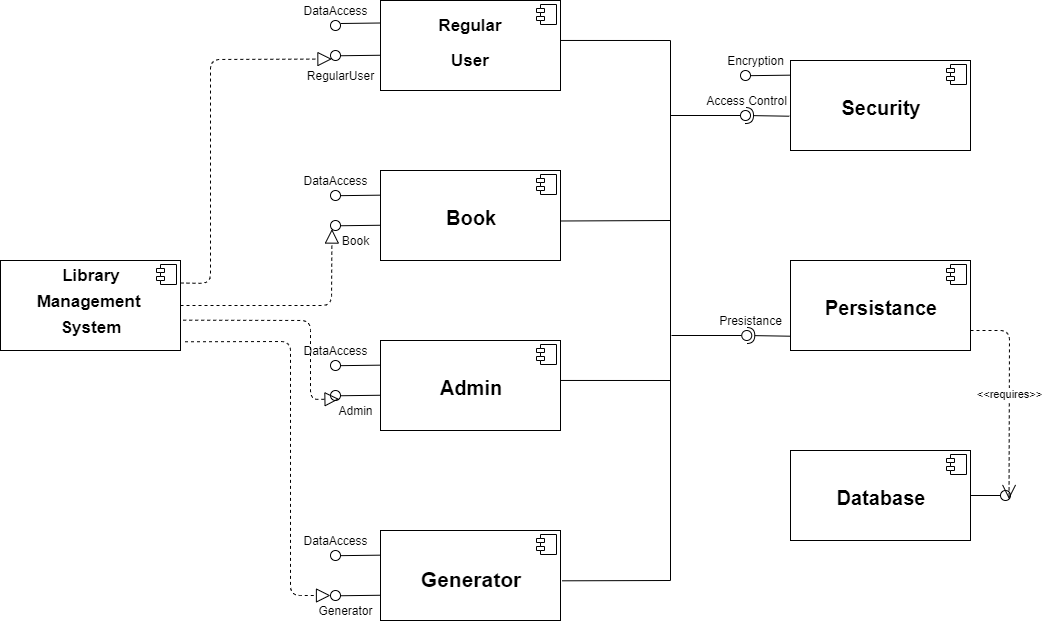 DataAccess
Regular
User
RegularUser
Encryption
Access Control
Security
DataAccess
Book
Book
Library
Management
System
Persistance
Presistance
DataAccess
Admin
Admin
<<requires>>
Database
DataAccess
Generator
Generator